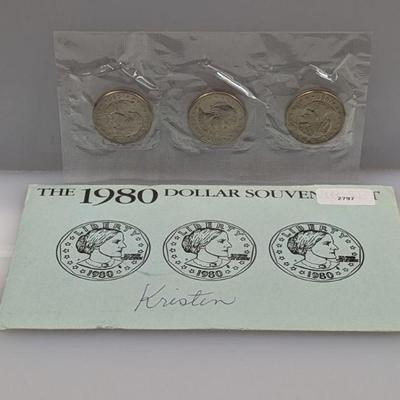 THE 1980 DOLLAR SOUVEN T
2797
LIBERTY LIBERTY LIBERTY
1980 1980 1980
Kristen